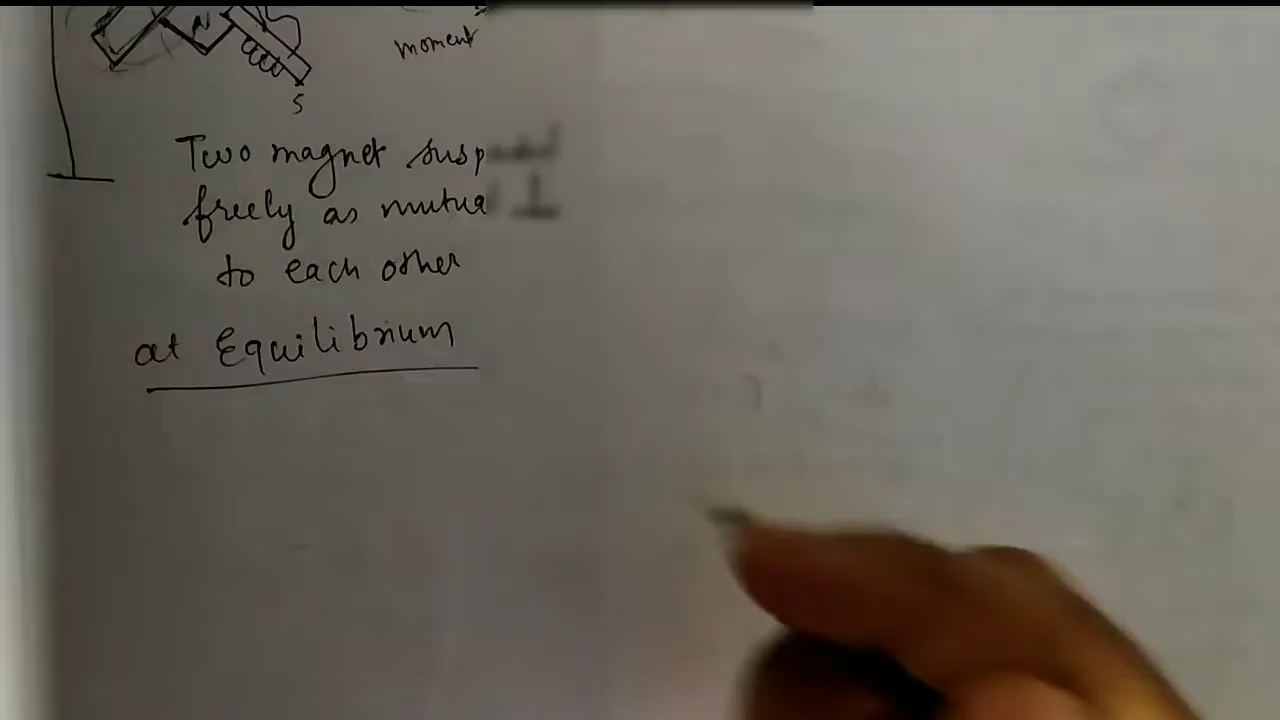 N
moment
S
Two magnet susp
freely as mutua
to each other
at Equilibrium